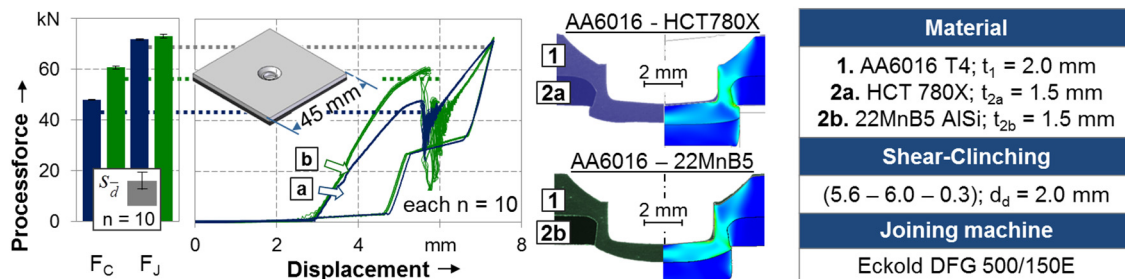 kN
80
60
40
20
0
Processforce →
S_d̄
n = 10
F_C F_J
45 mm
b
a
each n = 10
0 2 4 mm 8
Displacement →
AA6016 - HCT780X
1
2a
2 mm
AA6016 – 22MnB5
1
2b
2 mm
Material
1. AA6016 T4; t₁ = 2.0 mm
2a. HCT 780X; t₂ₐ = 1.5 mm
2b. 22MnB5 AlSi; t_2b = 1.5 mm
Shear-Clinching
(5.6 – 6.0 – 0.3); d_d = 2.0 mm
Joining machine
Eckold DFG 500/150E